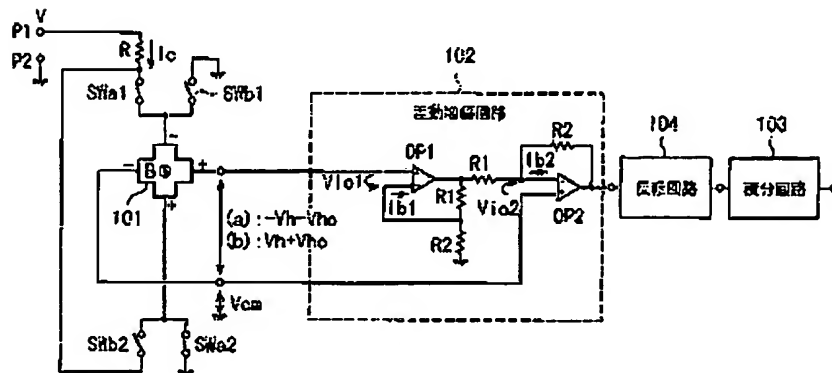 P1 V
P2
R
Ic
SWa1
SWb1
102
差動増幅回路
104
103
B
101
(a) : -Vh-Vho
(b) : Vh+Vho
Vcm
Vio1
Ib1
OP1
R1
R1
R2
R2
Ib2
Vio2
OP2
反転回路
積分回路
SWb2
SWa2